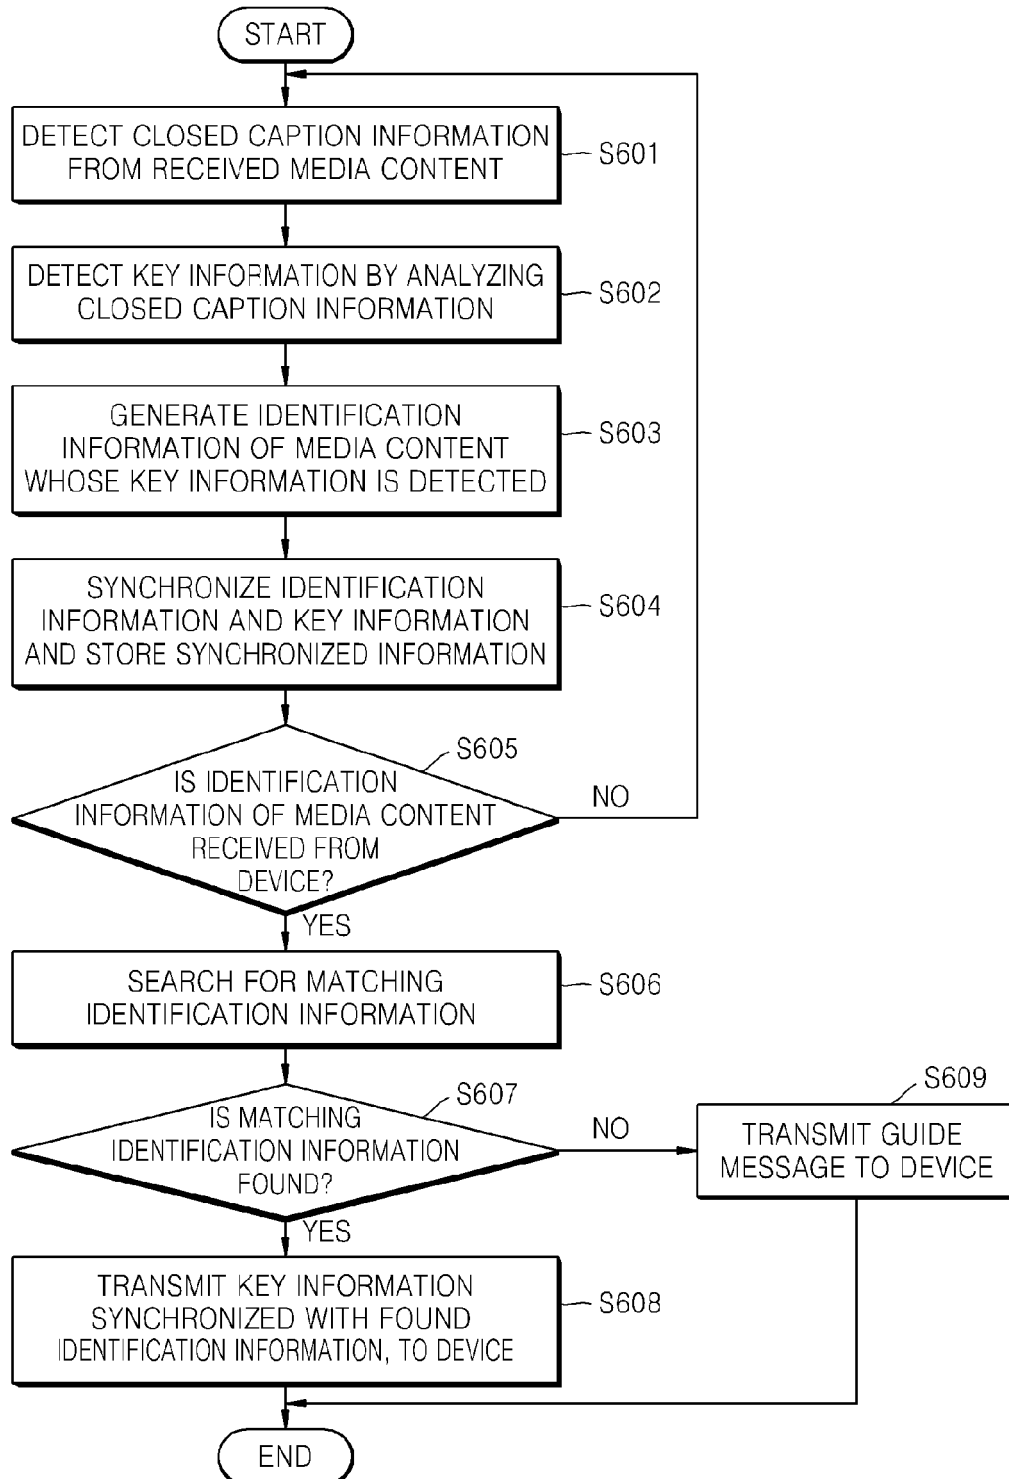 START
DETECT CLOSED CAPTION INFORMATION
FROM RECEIVED MEDIA CONTENT
S601
DETECT KEY INFORMATION BY ANALYZING
CLOSED CAPTION INFORMATION
S602
GENERATE IDENTIFICATION
INFORMATION OF MEDIA CONTENT
WHOSE KEY INFORMATION IS DETECTED
S603
SYNCHRONIZE IDENTIFICATION
INFORMATION AND KEY INFORMATION
AND STORE SYNCHRONIZED INFORMATION
S604
S605
IS IDENTIFICATION
INFORMATION OF MEDIA CONTENT
RECEIVED FROM
DEVICE?
NO
YES
SEARCH FOR MATCHING
IDENTIFICATION INFORMATION
S606
S607
IS MATCHING
IDENTIFICATION INFORMATION
FOUND?
NO
S609
TRANSMIT GUIDE
MESSAGE TO DEVICE
YES
TRANSMIT KEY INFORMATION
SYNCHRONIZED WITH FOUND
IDENTIFICATION INFORMATION, TO DEVICE
S608
END